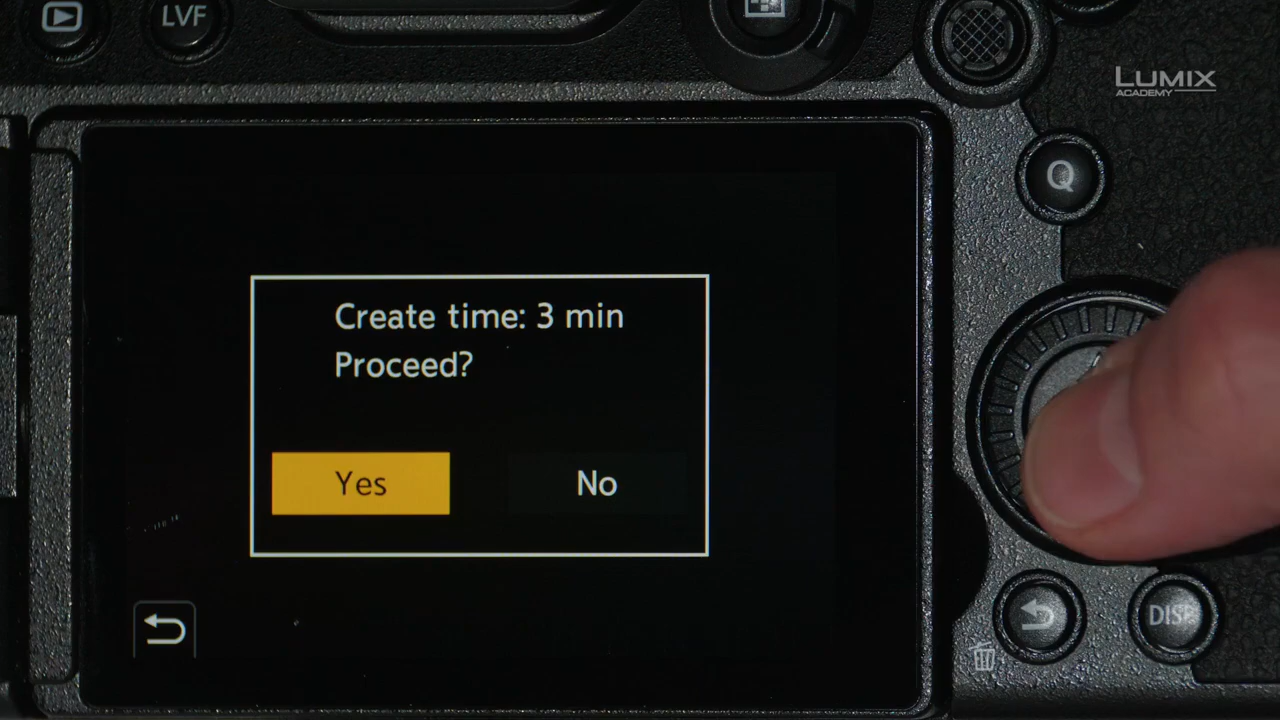 LVF
LUMIX
ACADEMY
Q
Create time: 3 min
Proceed?
Yes
No
DISP